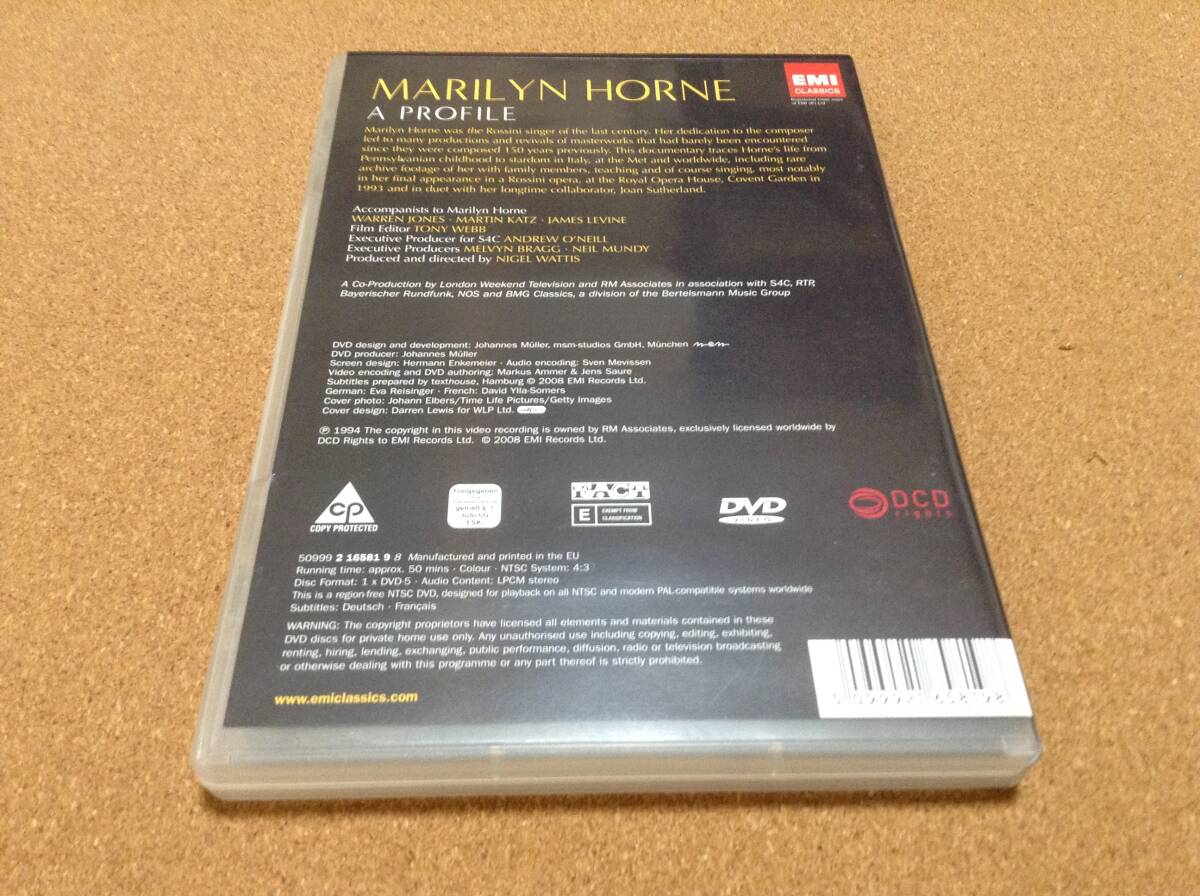 MARILYN HORNE
A PROFILE
EMI
CLASSICS
Marilyn Horne was the Rossini singer of the last century. Her dedication to the composer
led to many productions and revivals of masterworks that had barely been encountered
since they were composed 150 years previously. This documentary traces Horne's life from
Pennsylvanian childhood to stardom in Italy, at the Met and worldwide, including rare
archive footage of her with family members, teaching and of course singing, most notably
in her final appearance in a Rossini opera, at the Royal Opera House, Covent Garden in
1993 and in duet with her longtime collaborator, Joan Sutherland.
Accompanists to Marilyn Horne
WARREN JONES · MARTIN KATZ · JAMES LEVINE
Film Editor TONY WEBB
Executive Producer for S4C ANDREW O'NEILL
Executive Producers MELVYN BRAGG · NEIL MUNDY
Produced and directed by NIGEL WATTIS
A Co-Production by London Weekend Television and RM Associates in association with S4C, RTP,
Bayerischer Rundfunk, NOS and BMG Classics, a division of the Bertelsmann Music Group
DVD design and development: Johannes Müller, msm-studios GmbH, München msm
DVD producer: Johannes Müller
Screen design: Hermann Enkemeier · Audio encoding: Sven Mevissen
Video encoding and DVD authoring: Markus Ammer & Jens Saure
Subtitles prepared by texthouse, Hamburg © 2008 EMI Records Ltd.
German: Eva Reisinger · French: David Ylla-Somers
Cover photo: Johann Elbers/Time Life Pictures/Getty Images
Cover design: Darren Lewis for WLP Ltd.
℗ 1994 The copyright in this video recording is owned by RM Associates, exclusively licensed worldwide by
DCD Rights to EMI Records Ltd. © 2008 EMI Records Ltd.
CP
COPY PROTECTED
Freigegeben
gemäß § 7
JöSchG
FSK
FACT
E EXEMPT FROM
CLASSIFICATION
DVD
VIDEO
DCD
rights
50999 2 16581 9 8 Manufactured and printed in the EU
Running time: approx. 50 mins · Colour · NTSC System: 4:3
Disc Format: 1 x DVD-5 · Audio Content: LPCM stereo
This is a region-free NTSC DVD, designed for playback on all NTSC and modern PAL-compatible systems worldwide
Subtitles: Deutsch · Français
WARNING: The copyright proprietors have licensed all elements and materials contained in these
DVD discs for private home use only. Any unauthorised use including copying, editing, exhibiting,
renting, hiring, lending, exchanging, public performance, diffusion, radio or television broadcasting
or otherwise dealing with this programme or any part thereof is strictly prohibited.
www.emiclassics.com
5 099921 658198